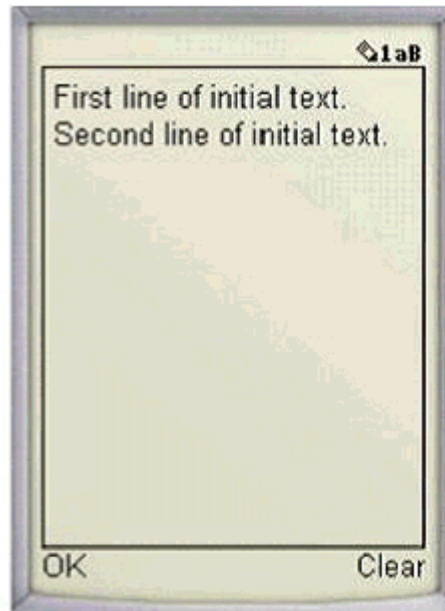 1aB
First line of initial text.
Second line of initial text.
OK Clear